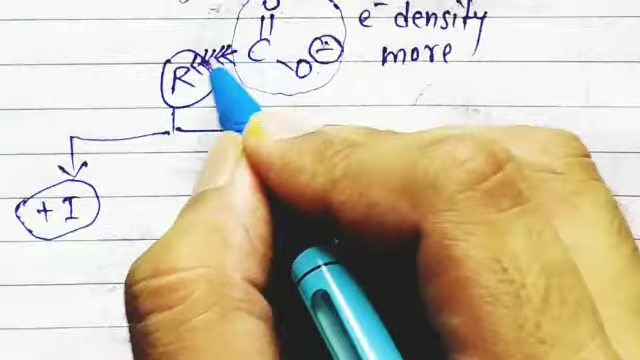 O
e⁻ density
C
more
R
O⊖
+ I